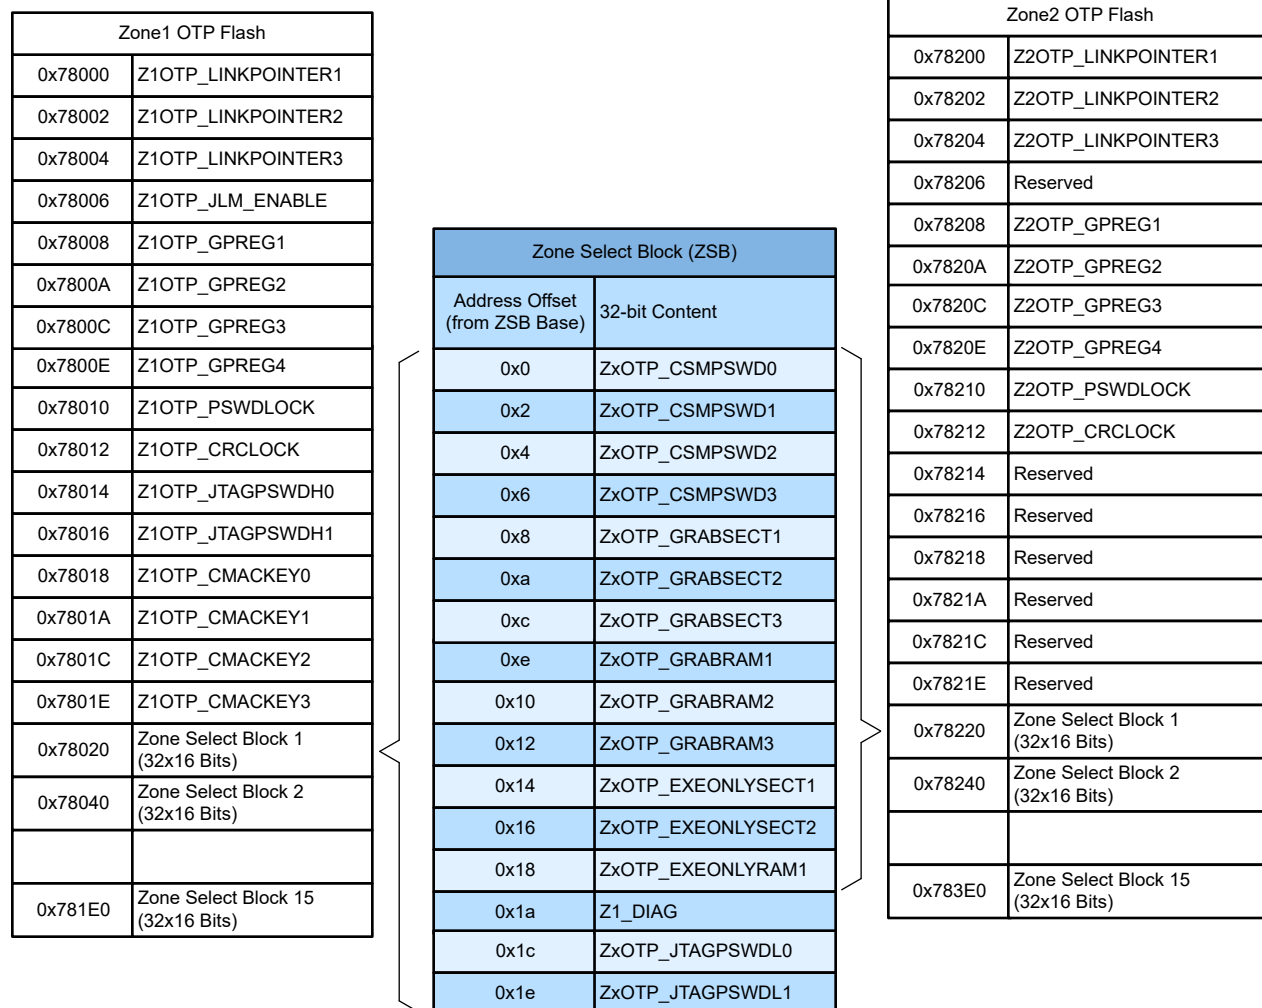 Zone1 OTP Flash
0x78000 Z1OTP_LINKPOINTER1
0x78002 Z1OTP_LINKPOINTER2
0x78004 Z1OTP_LINKPOINTER3
0x78006 Z1OTP_JLM_ENABLE
0x78008 Z1OTP_GPREG1
0x7800A Z1OTP_GPREG2
0x7800C Z1OTP_GPREG3
0x7800E Z1OTP_GPREG4
0x78010 Z1OTP_PSWDLOCK
0x78012 Z1OTP_CRCLOCK
0x78014 Z1OTP_JTAGPSWDH0
0x78016 Z1OTP_JTAGPSWDH1
0x78018 Z1OTP_CMACKEY0
0x7801A Z1OTP_CMACKEY1
0x7801C Z1OTP_CMACKEY2
0x7801E Z1OTP_CMACKEY3
0x78020 Zone Select Block 1
(32x16 Bits)
0x78040 Zone Select Block 2
(32x16 Bits)
0x781E0 Zone Select Block 15
(32x16 Bits)
Zone Select Block (ZSB)
Address Offset
(from ZSB Base) 32-bit Content
0x0 ZxOTP_CSMPSWD0
0x2 ZxOTP_CSMPSWD1
0x4 ZxOTP_CSMPSWD2
0x6 ZxOTP_CSMPSWD3
0x8 ZxOTP_GRABSECT1
0xa ZxOTP_GRABSECT2
0xc ZxOTP_GRABSECT3
0xe ZxOTP_GRABRAM1
0x10 ZxOTP_GRABRAM2
0x12 ZxOTP_GRABRAM3
0x14 ZxOTP_EXEONLYSECT1
0x16 ZxOTP_EXEONLYSECT2
0x18 ZxOTP_EXEONLYRAM1
0x1a Z1_DIAG
0x1c ZxOTP_JTAGPSWDL0
0x1e ZxOTP_JTAGPSWDL1
Zone2 OTP Flash
0x78200 Z2OTP_LINKPOINTER1
0x78202 Z2OTP_LINKPOINTER2
0x78204 Z2OTP_LINKPOINTER3
0x78206 Reserved
0x78208 Z2OTP_GPREG1
0x7820A Z2OTP_GPREG2
0x7820C Z2OTP_GPREG3
0x7820E Z2OTP_GPREG4
0x78210 Z2OTP_PSWDLOCK
0x78212 Z2OTP_CRCLOCK
0x78214 Reserved
0x78216 Reserved
0x78218 Reserved
0x7821A Reserved
0x7821C Reserved
0x7821E Reserved
0x78220 Zone Select Block 1
(32x16 Bits)
0x78240 Zone Select Block 2
(32x16 Bits)
0x783E0 Zone Select Block 15
(32x16 Bits)